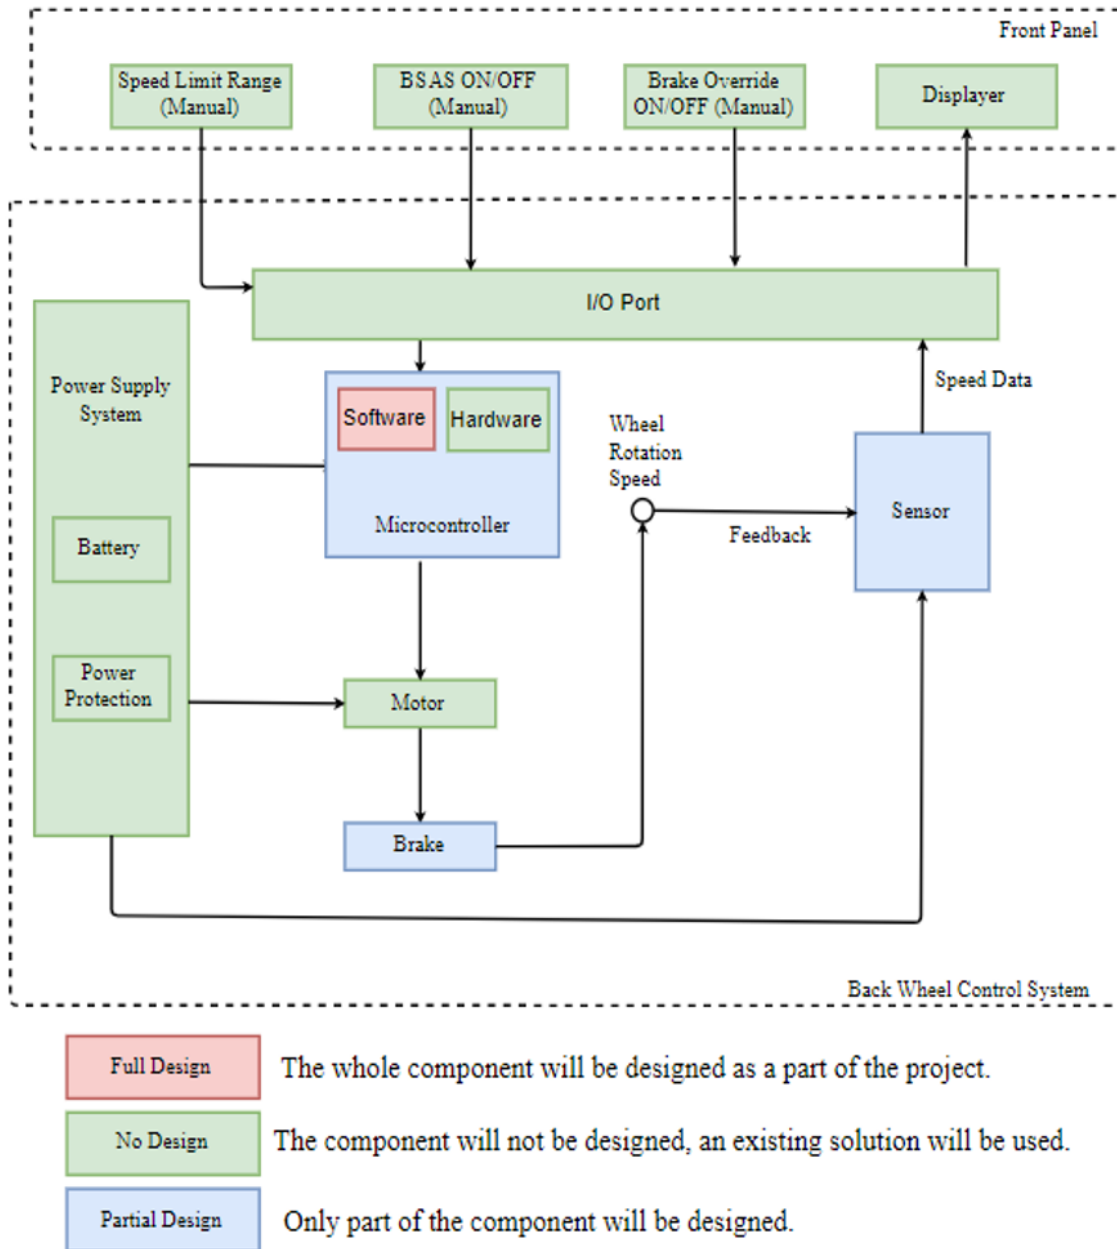 Front Panel
Speed Limit Range
(Manual)
BSAS ON/OFF
(Manual)
Brake Override
ON/OFF (Manual)
Displayer
I/O Port
Power Supply
System
Battery
Power
Protection
Software
Hardware
Microcontroller
Wheel
Rotation
Speed
Feedback
Speed Data
Sensor
Motor
Brake
Back Wheel Control System
Full Design
The whole component will be designed as a part of the project.
No Design
The component will not be designed, an existing solution will be used.
Partial Design
Only part of the component will be designed.